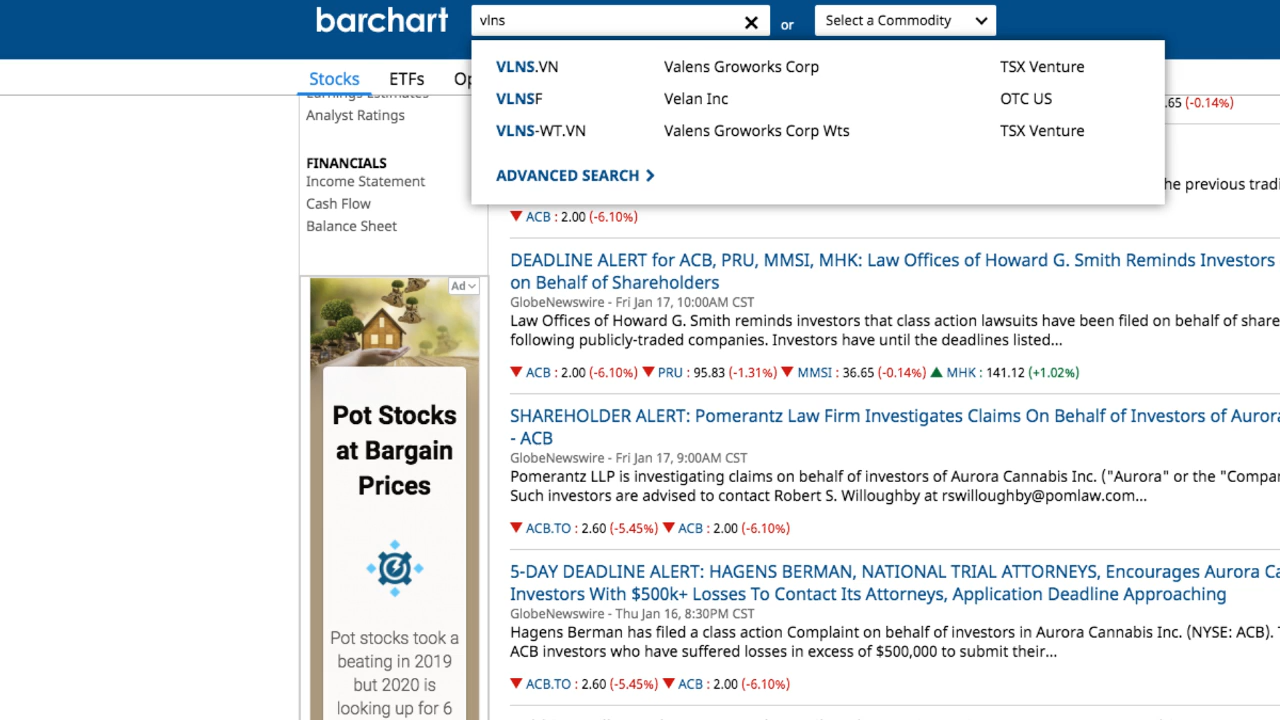 barchart
vlns
or
Select a Commodity
VLNS.VN Valens Groworks Corp TSX Venture
VLNSF Velan Inc OTC US
VLNS-WT.VN Valens Groworks Corp Wts TSX Venture
ADVANCED SEARCH
Stocks ETFs
Analyst Ratings
FINANCIALS
Income Statement
Cash Flow
Balance Sheet
Ad
Pot Stocks
at Bargain
Prices
Pot stocks took a
beating in 2019
but 2020 is
looking up for 6
.65 (-0.14%)
he previous tradi
ACB : 2.00 (-6.10%)
DEADLINE ALERT for ACB, PRU, MMSI, MHK: Law Offices of Howard G. Smith Reminds Investors
on Behalf of Shareholders
GlobeNewswire - Fri Jan 17, 10:00AM CST
Law Offices of Howard G. Smith reminds investors that class action lawsuits have been filed on behalf of share
following publicly-traded companies. Investors have until the deadlines listed...
ACB : 2.00 (-6.10%) PRU : 95.83 (-1.31%) MMSI : 36.65 (-0.14%) MHK : 141.12 (+1.02%)
SHAREHOLDER ALERT: Pomerantz Law Firm Investigates Claims On Behalf of Investors of Aurora
- ACB
GlobeNewswire - Fri Jan 17, 9:00AM CST
Pomerantz LLP is investigating claims on behalf of investors of Aurora Cannabis Inc. ("Aurora" or the "Compan
Such investors are advised to contact Robert S. Willoughby at rswilloughby@pomlaw.com...
ACB.TO : 2.60 (-5.45%) ACB : 2.00 (-6.10%)
5-DAY DEADLINE ALERT: HAGENS BERMAN, NATIONAL TRIAL ATTORNEYS, Encourages Aurora Ca
Investors With $500k+ Losses To Contact Its Attorneys, Application Deadline Approaching
GlobeNewswire - Thu Jan 16, 8:30PM CST
Hagens Berman has filed a class action Complaint on behalf of investors in Aurora Cannabis Inc. (NYSE: ACB).
ACB investors who have suffered losses in excess of $500,000 to submit their...
ACB.TO : 2.60 (-5.45%) ACB : 2.00 (-6.10%)